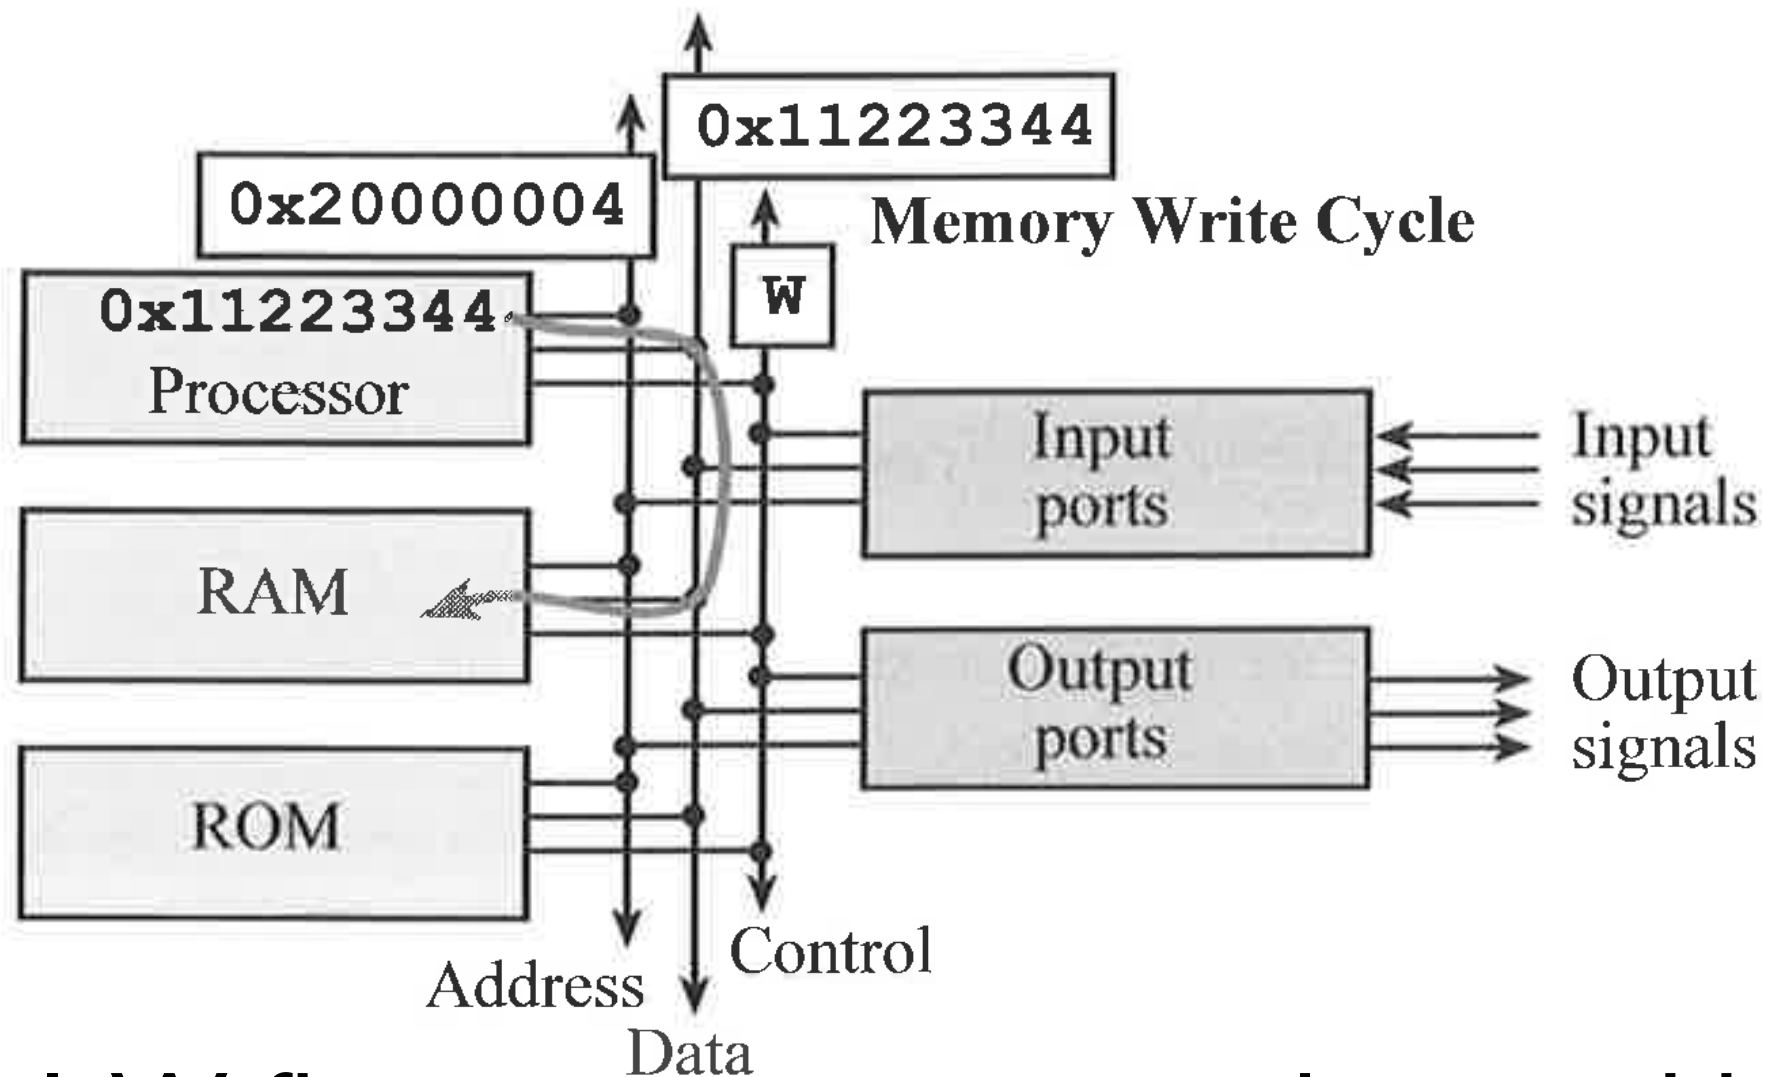 0x11223344
0x20000004
Memory Write Cycle
W
0x11223344
Processor
Input
ports
Input
signals
RAM
Output
ports
Output
signals
ROM
Control
Address
Data